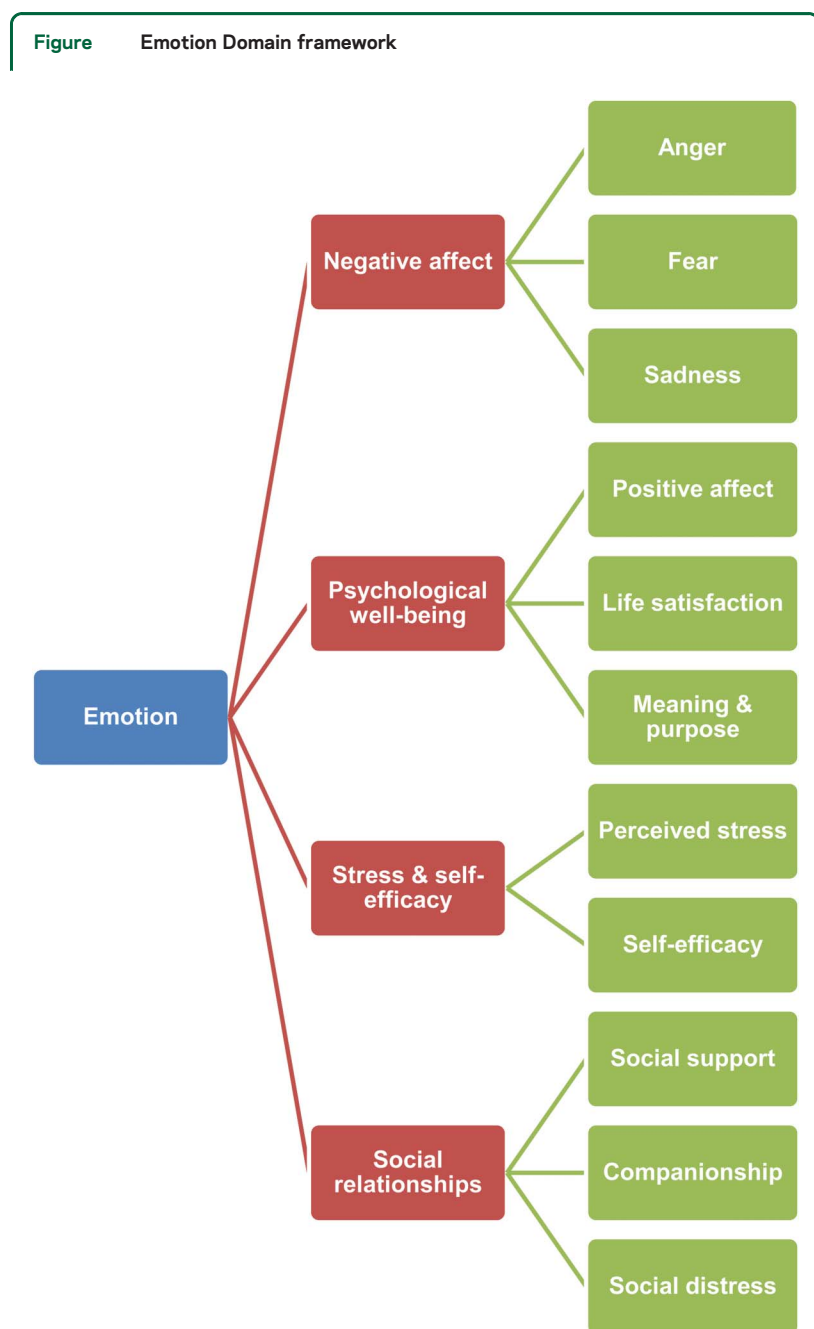 Figure Emotion Domain framework
Anger
Negative affect
Fear
Sadness
Positive affect
Psychological
well-being
Life satisfaction
Emotion
Meaning &
purpose
Perceived stress
Stress & self-
efficacy
Self-efficacy
Social support
Social
relationships
Companionship
Social distress